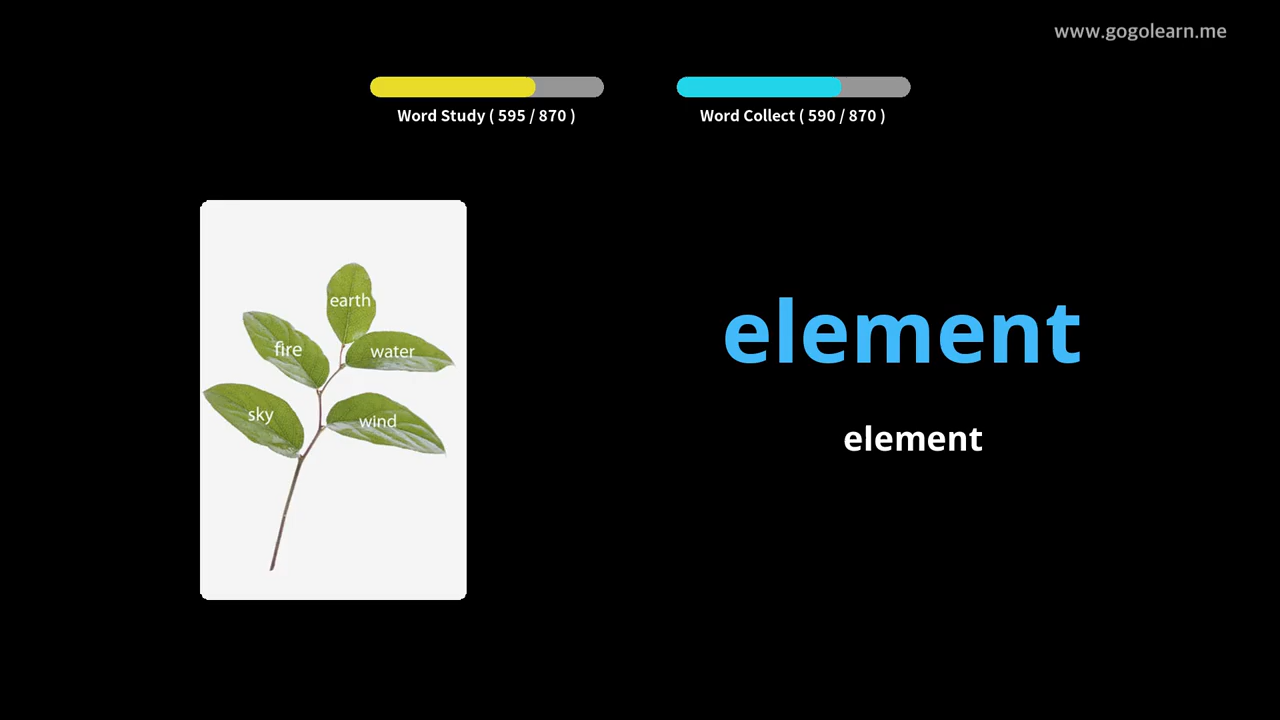 www.gogolearn.me
Word Study ( 595 / 870 )
Word Collect ( 590 / 870 )
earth
fire
water
sky
wind
element
element